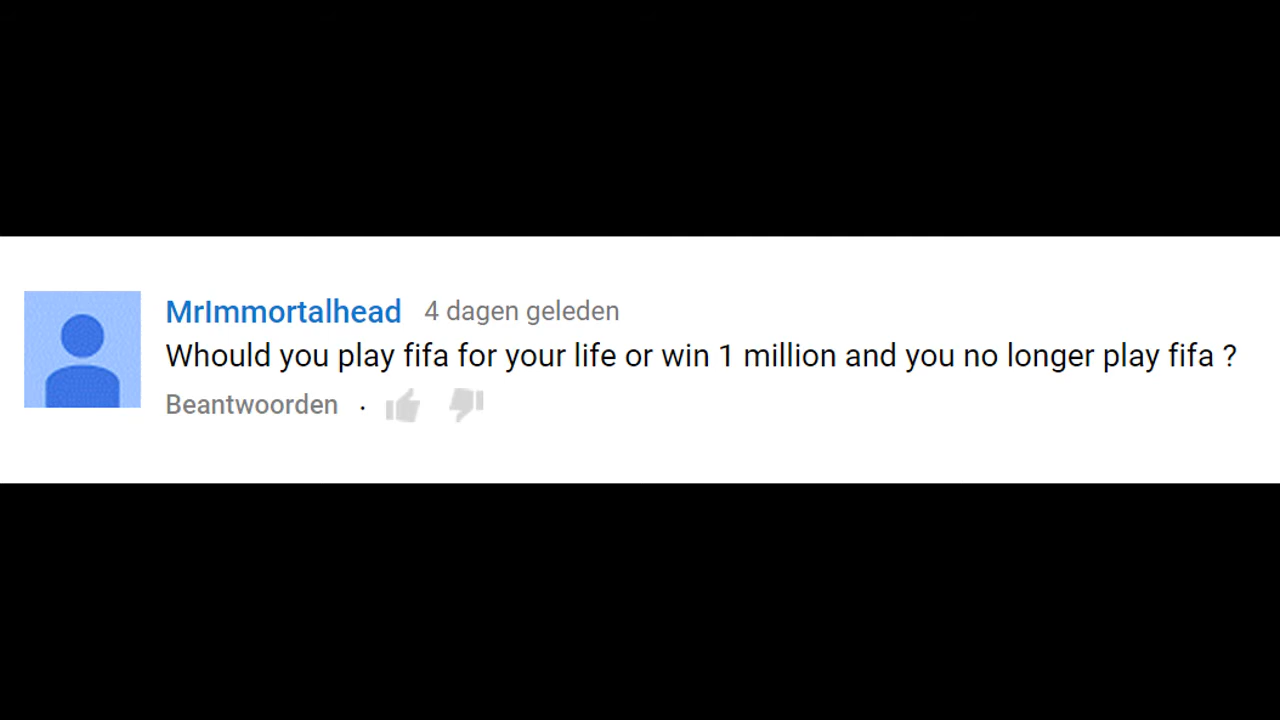 MrImmortalhead 4 dagen geleden
Whould you play fifa for your life or win 1 million and you no longer play fifa ?
Beantwoorden ·